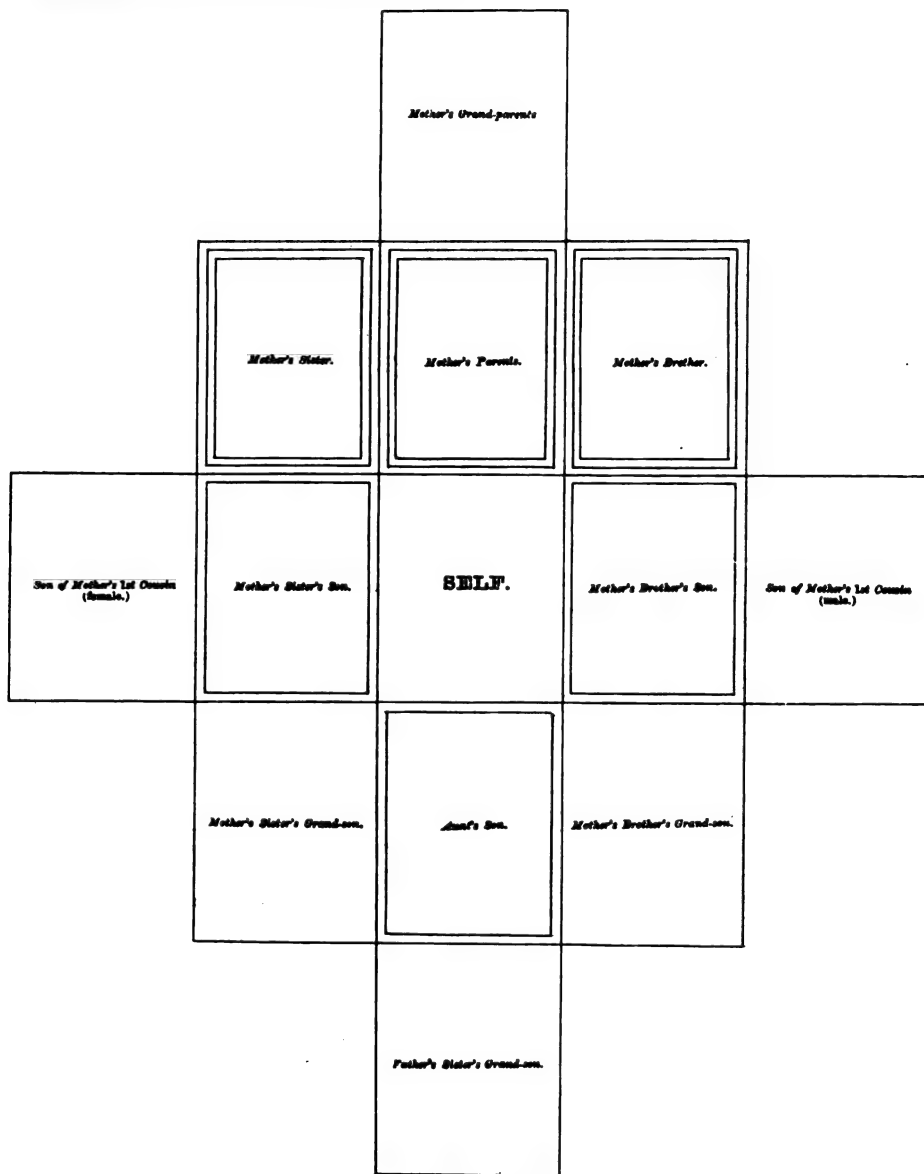 Mother's Grand-parents
Mother's Sister.
Mother's Parents.
Mother's Brother.
Son of Mother's 1st Cousin
(female.)
Mother's Sister's Son.
SELF.
Mother's Brother's Son.
Son of Mother's 1st Cousin
(male.)
Mother's Sister's Grand-son.
Aunt's Son.
Mother's Brother's Grand-son.
Father's Sister's Grand-son.